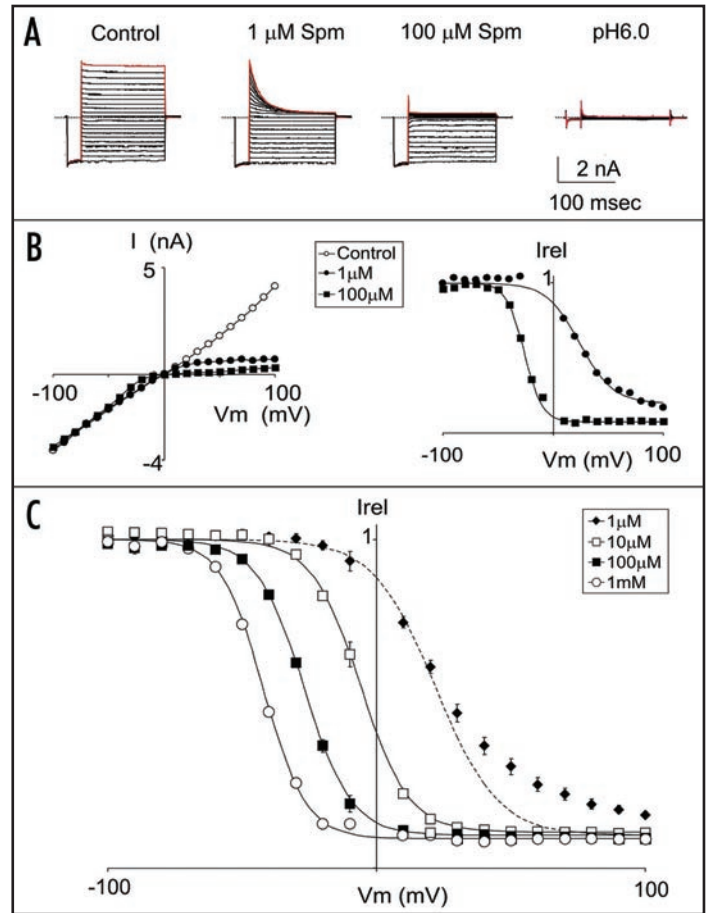 A
Control
1 μM Spm
100 μM Spm
pH6.0
2 nA
100 msec
B
I (nA)
5
Control
1μM
100μM
-100
100
Vm (mV)
-4
Irel
1
-100
100
Vm (mV)
C
Irel
1
1μM
10μM
100μM
1mM
-100
100
Vm (mV)